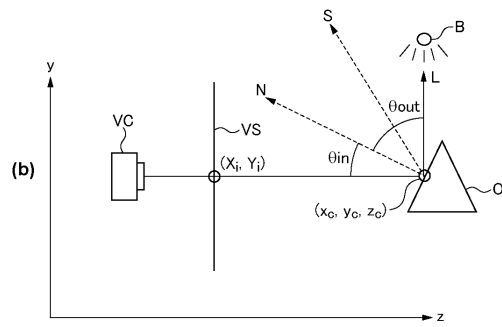 S
B
y
N
L
θout
VC
VS
(b)
(Xi, Yi)
θin
O
(xc, yc, zc)
z